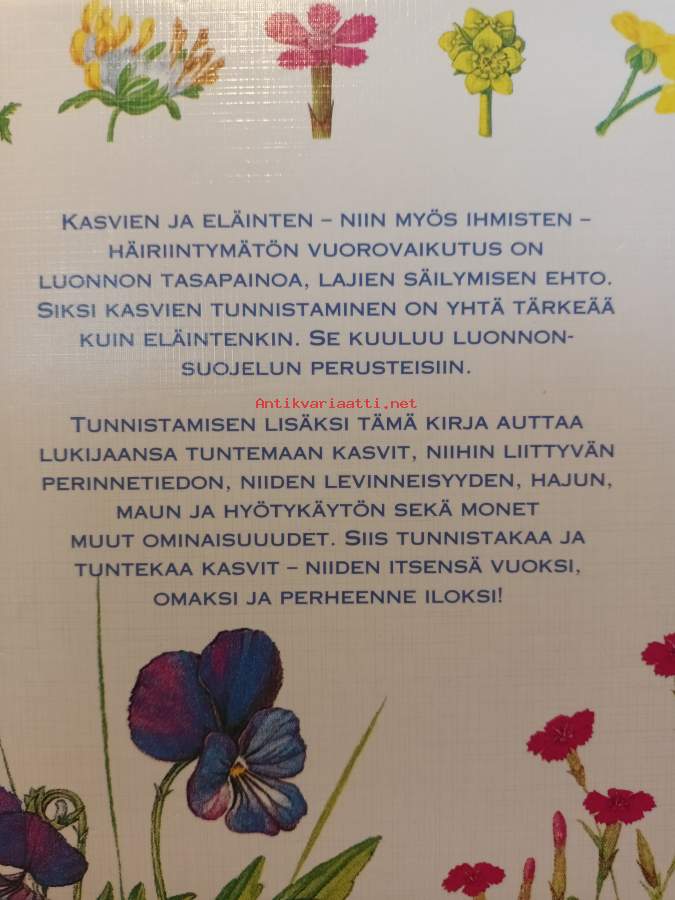 KASVIEN JA ELÄINTEN – NIIN MYÖS IHMISTEN –
HÄIRIINTYMÄTÖN VUOROVAIKUTUS ON
LUONNON TASAPAINOA, LAJIEN SÄILYMISEN EHTO.
SIKSI KASVIEN TUNNISTAMINEN ON YHTÄ TÄRKEÄÄ
KUIN ELÄINTENKIN. SE KUULUU LUONNON-
SUOJELUN PERUSTEISIIN.
Antikvariaatti.net
TUNNISTAMISEN LISÄKSI TÄMÄ KIRJA AUTTAA
LUKIJAANSA TUNTEMAAN KASVIT, NIIHIN LIITTYVÄN
PERINNETIEDON, NIIDEN LEVINNEISYYDEN, HAJUN,
MAUN JA HYÖTYKÄYTÖN SEKÄ MONET
MUUT OMINAISUUUDET. SIIS TUNNISTAKAA JA
TUNTEKAA KASVIT – NIIDEN ITSENSÄ VUOKSI,
OMAKSI JA PERHEENNE ILOKSI!